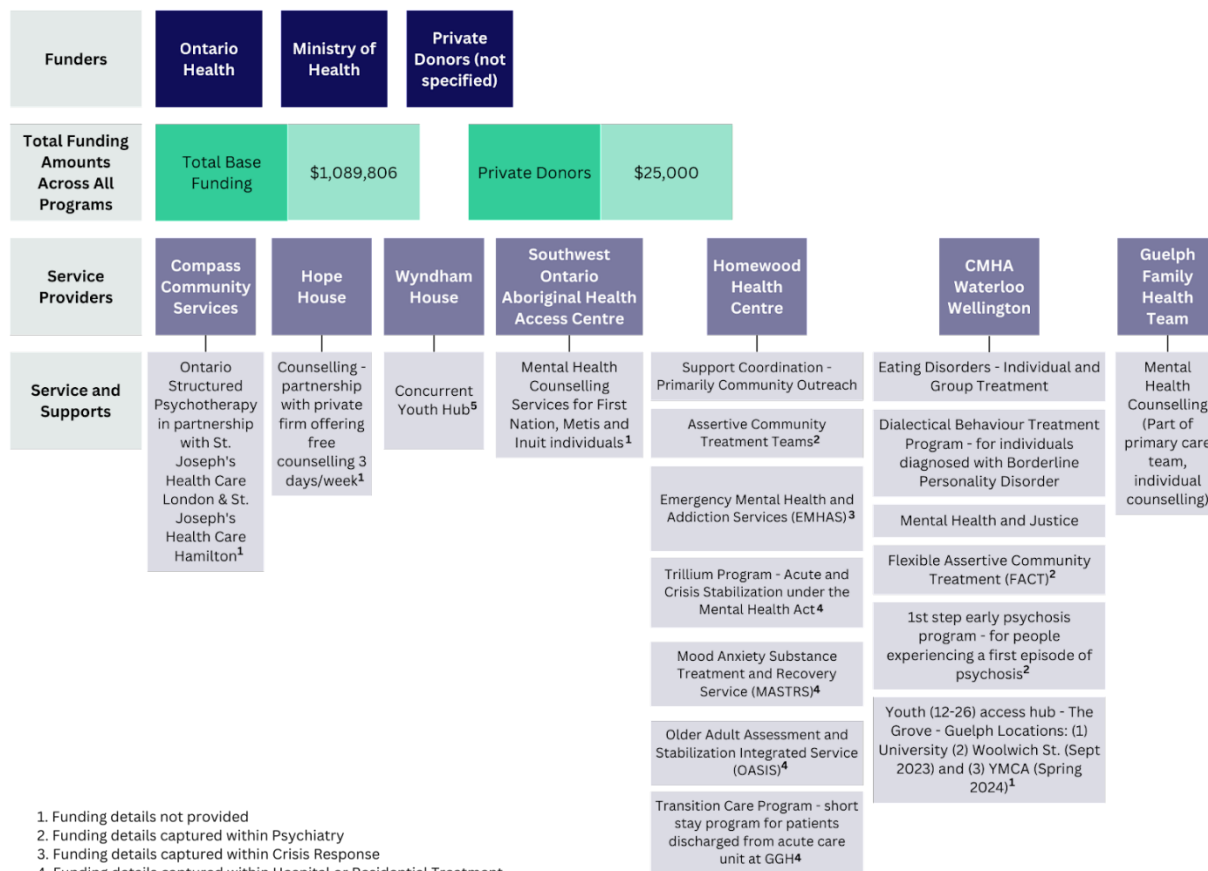 Funders
Ontario
Health
Ministry of
Health
Private
Donors (not
specified)
Total Funding
Amounts
Across All
Programs
Total Base
Funding
$1,089,806
Private Donors
$25,000
Service
Providers
Compass
Community
Services
Hope
House
Wyndham
House
Southwest
Ontario
Aboriginal Health
Access Centre
Homewood
Health
Centre
CMHA
Waterloo
Wellington
Guelph
Family
Health
Team
Service and
Supports
Ontario
Structured
Psychotherapy
in partnership
with St.
Joseph's
Health Care
London & St.
Joseph's
Health Care
Hamilton1
Counselling -
partnership
with private
firm offering
free
counselling 3
days/week1
Concurrent
Youth Hub5
Mental Health
Counselling
Services for First
Nation, Metis and
Inuit individuals1
Support Coordination -
Primarily Community Outreach
Assertive Community
Treatment Teams2
Emergency Mental Health and
Addiction Services (EMHAS)3
Trillium Program - Acute and
Crisis Stabilization under the
Mental Health Act4
Mood Anxiety Substance
Treatment and Recovery
Service (MASTRS)4
Older Adult Assessment and
Stabilization Integrated Service
(OASIS)4
Transition Care Program - short
stay program for patients
discharged from acute care
unit at GGH4
Eating Disorders - Individual and
Group Treatment
Dialectical Behaviour Treatment
Program - for individuals
diagnosed with Borderline
Personality Disorder
Mental Health and Justice
Flexible Assertive Community
Treatment (FACT)2
1st step early psychosis
program - for people
experiencing a first episode of
psychosis2
Youth (12-26) access hub - The
Grove - Guelph Locations: (1)
University (2) Woolwich St. (Sept
2023) and (3) YMCA (Spring
2024)1
Mental
Health
Counselling
(Part of
primary care
team,
individual
counselling)
1. Funding details not provided
2. Funding details captured within Psychiatry
3. Funding details captured within Crisis Response
4. Funding details captured within Hospital or Residential Treatment